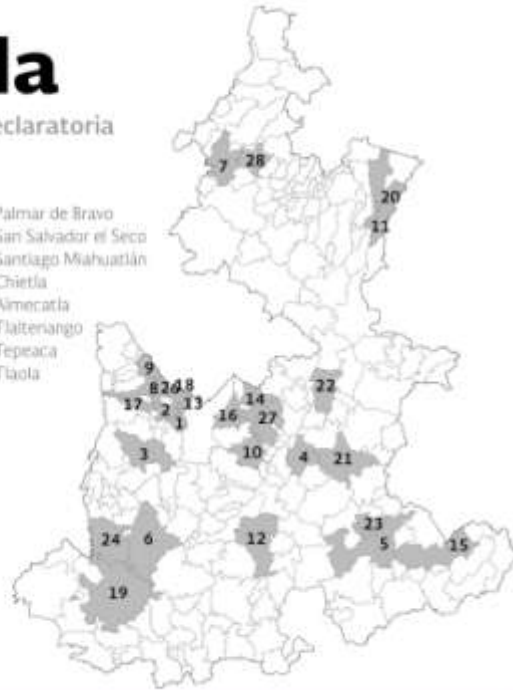 la
eclaratoria
Palmar de Bravo
San Salvador el Seco
Santiago Miahuatlán
Chietla
Almecatla
Tlaltenango
Tepeaca
Tlaola
7
28
20
11
9
8
26
18
17
2
13
1
16
14
27
22
3
10
4
21
24
6
12
23
5
15
19